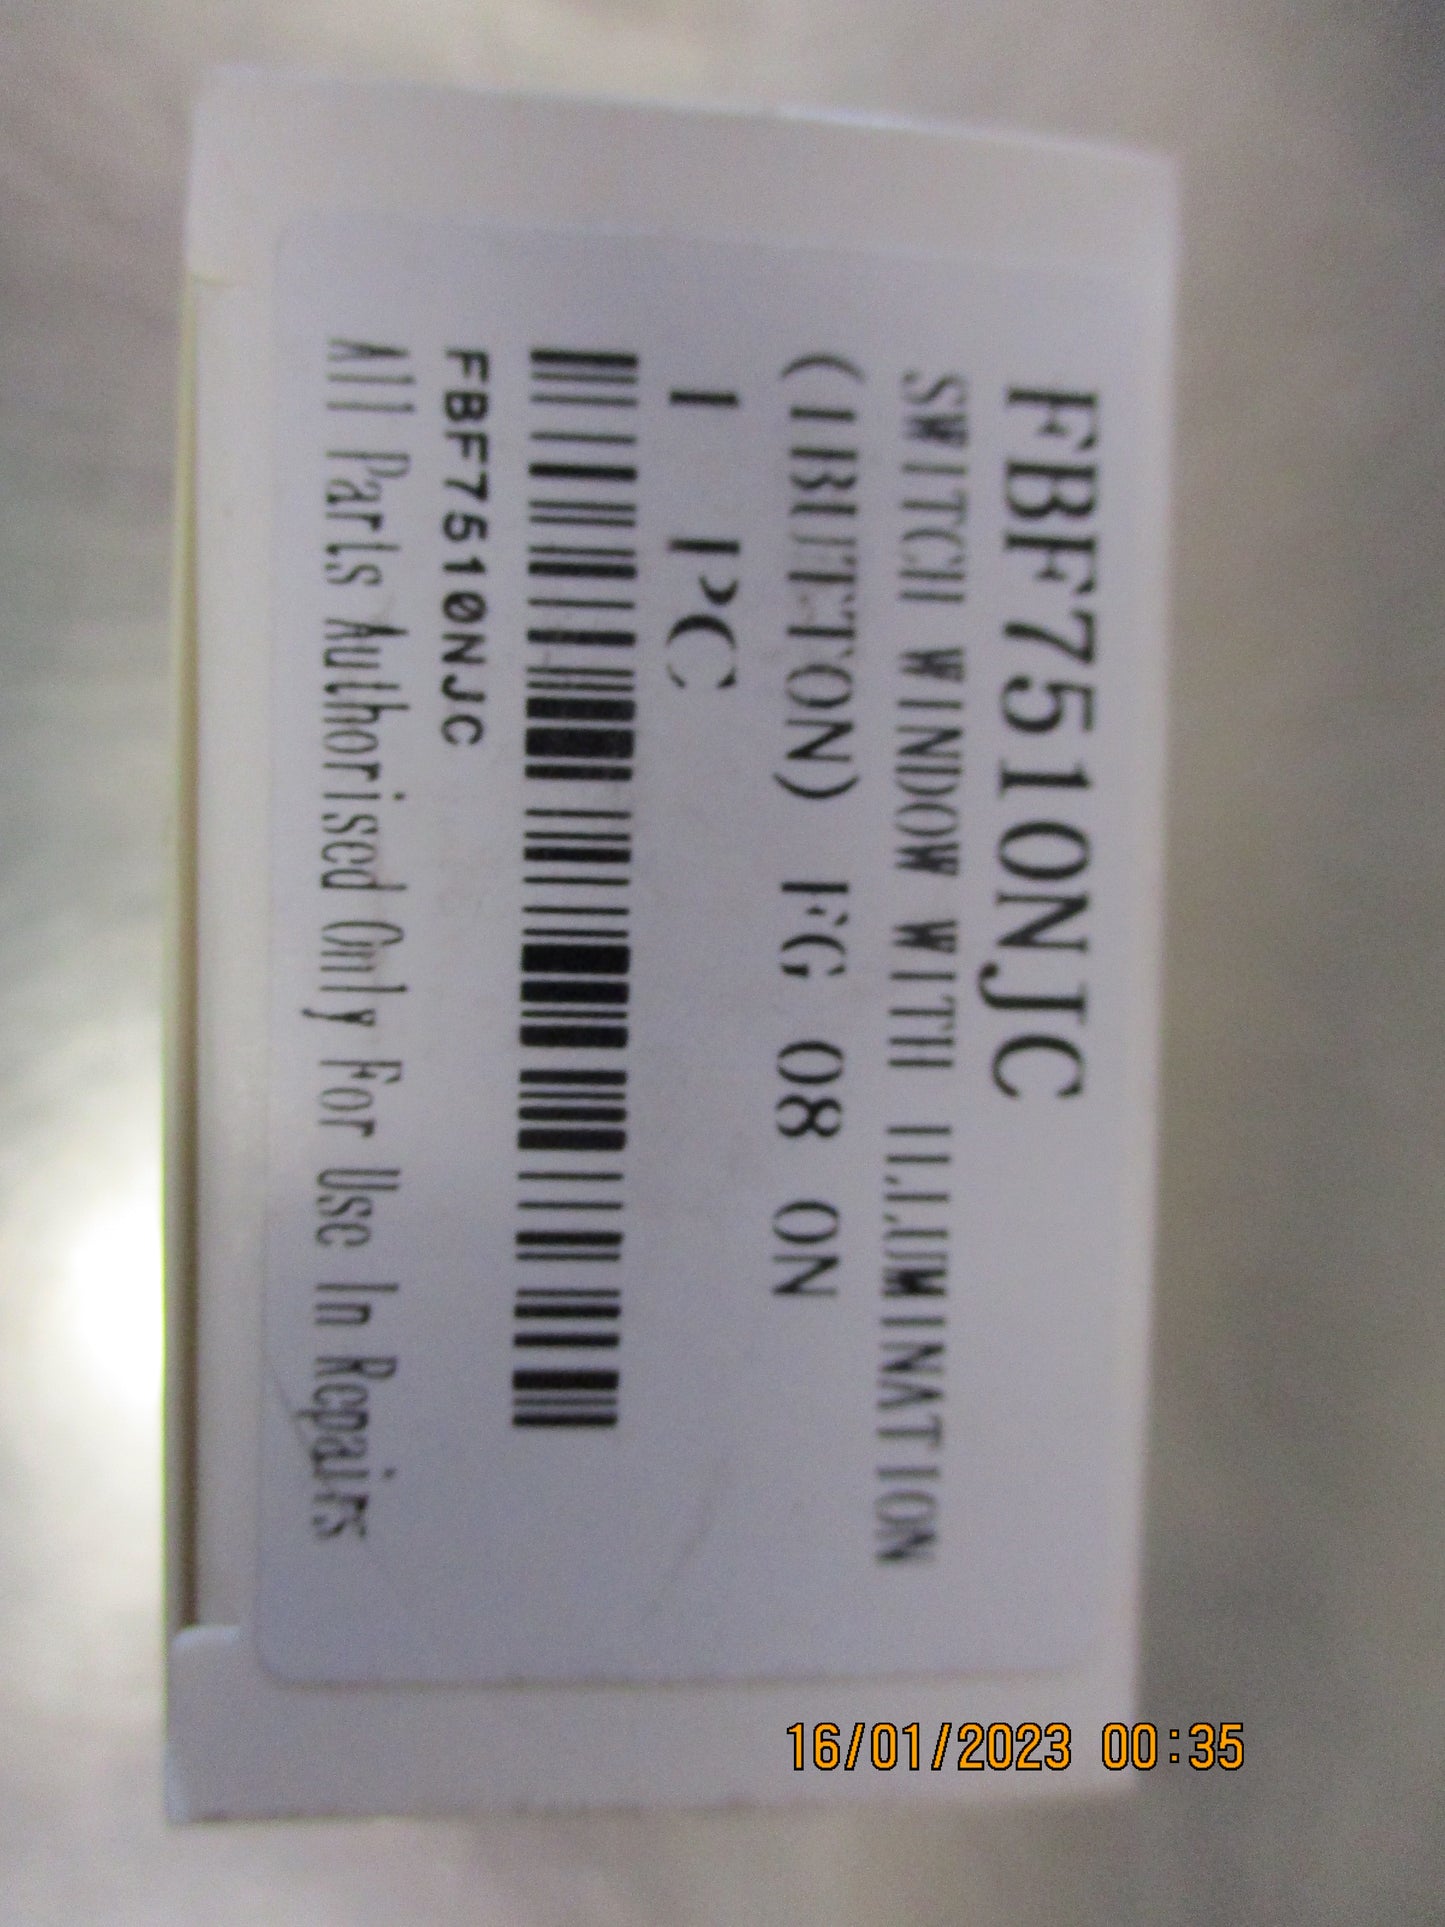 FBF7510NJC
SWITCH WINDOW WITH ILLUMINATION
(1BUTTON) FG 08 ON
1 PC
FBF7510NJC
All Parts Authorised Only For Use In Repairs
16/01/2023 00:35